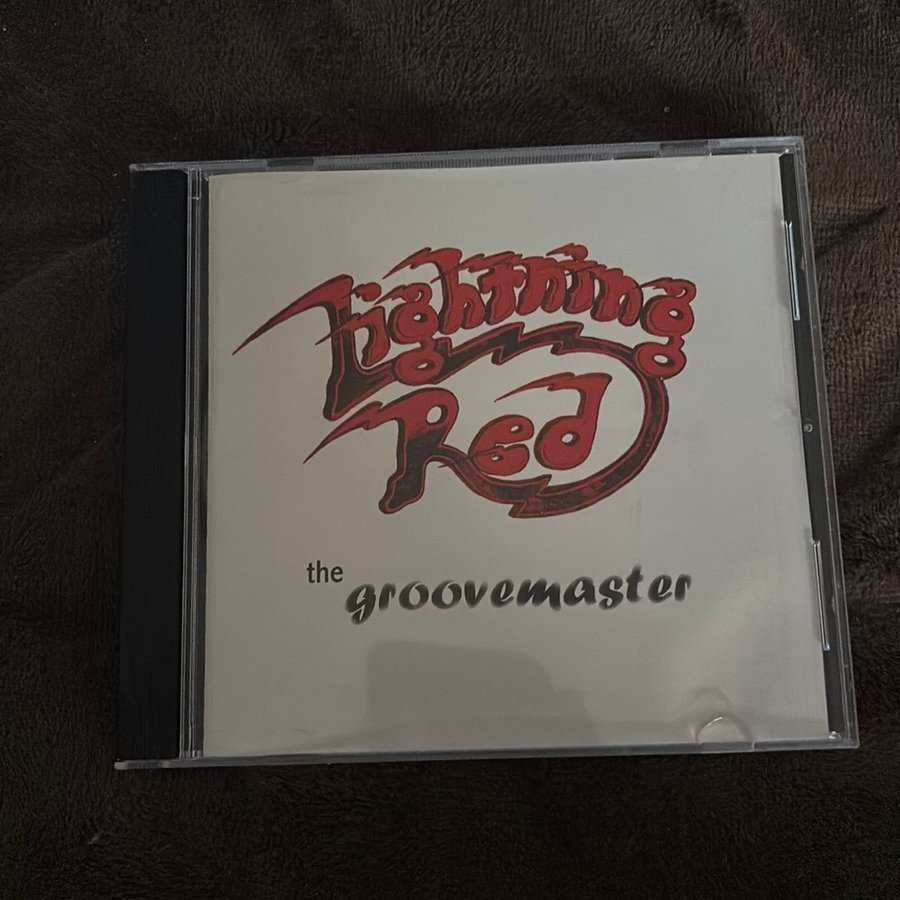 Lightning
Red
the groovemaster